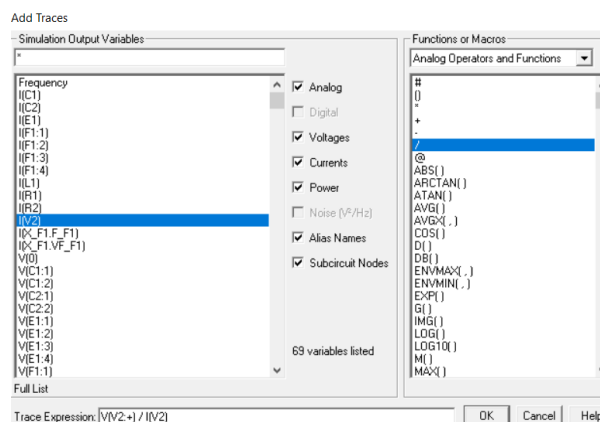 Add Traces
Simulation Output Variables
*
Frequency
I(C1)
I(C2)
I(E1)
I(F1:1)
I(F1:2)
I(F1:3)
I(F1:4)
I(L1)
I(R1)
I(R2)
I(V2)
I(X_F1.F_F1)
I(X_F1.VF_F1)
V(0)
V(C1:1)
V(C1:2)
V(C2:1)
V(C2:2)
V(E1:1)
V(E1:2)
V(E1:3)
V(E1:4)
V(F1:1)
Full List
Analog
Digital
Voltages
Currents
Power
Noise (V²/Hz)
Alias Names
Subcircuit Nodes
69 variables listed
Functions or Macros
Analog Operators and Functions
#
()
*
+
-
/
@
ABS()
ARCTAN()
ATAN()
AVG()
AVGX(,)
COS()
D()
DB()
ENVMAX(,)
ENVMIN(,)
EXP()
G()
IMG()
LOG()
LOG10()
M()
MAX()
Trace Expression: V(V2:+) / I(V2)
OK
Cancel
Help